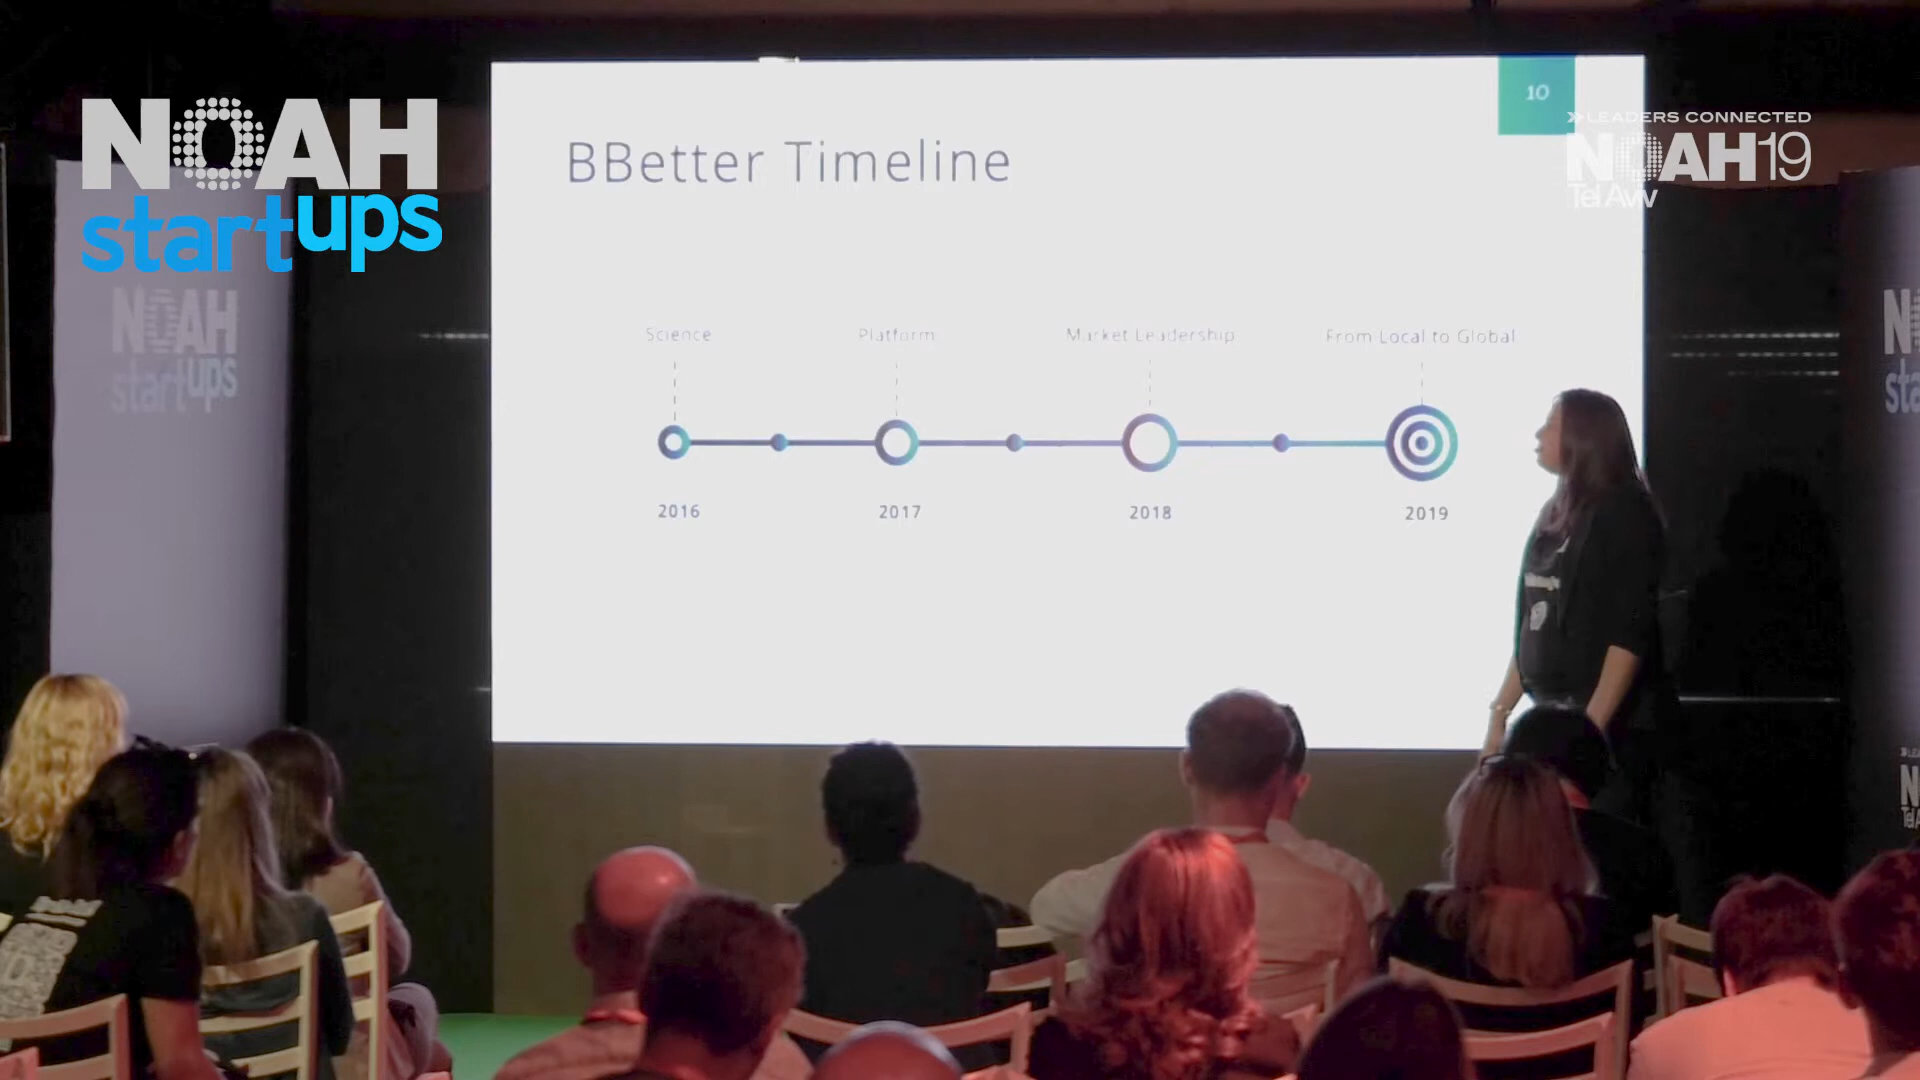 NOAH
startups
10
LEADERS CONNECTED
NOAH19
Tel Aviv
BBetter Timeline
NOAH
startups
Science
Platform
Market Leadership
From Local to Global
2016
2017
2018
2019